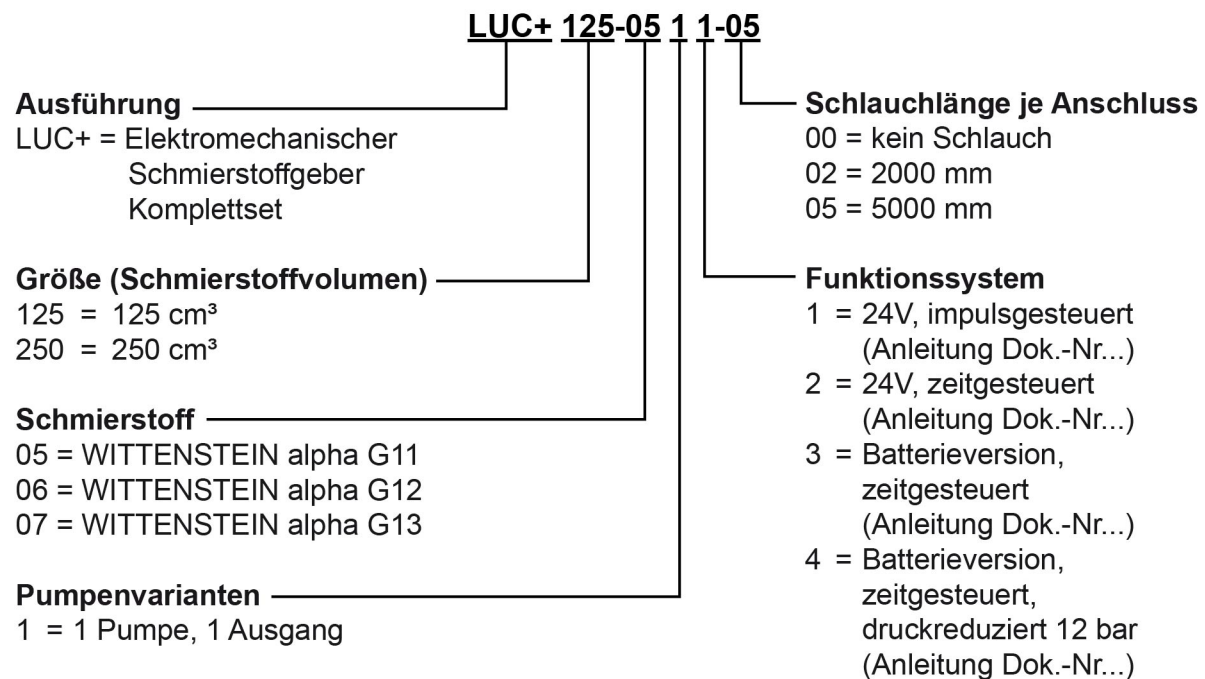 LUC+ 125-05 1 1-05
Ausführung
LUC+ = Elektromechanischer
Schmierstoffgeber
Komplettset
Größe (Schmierstoffvolumen)
125 = 125 cm³
250 = 250 cm³
Schmierstoff
05 = WITTENSTEIN alpha G11
06 = WITTENSTEIN alpha G12
07 = WITTENSTEIN alpha G13
Pumpenvarianten
1 = 1 Pumpe, 1 Ausgang
Schlauchlänge je Anschluss
00 = kein Schlauch
02 = 2000 mm
05 = 5000 mm
Funktionssystem
1 = 24V, impulsgesteuert
(Anleitung Dok.-Nr...)
2 = 24V, zeitgesteuert
(Anleitung Dok.-Nr...)
3 = Batterieversion,
zeitgesteuert
(Anleitung Dok.-Nr...)
4 = Batterieversion,
zeitgesteuert,
druckreduziert 12 bar
(Anleitung Dok.-Nr...)